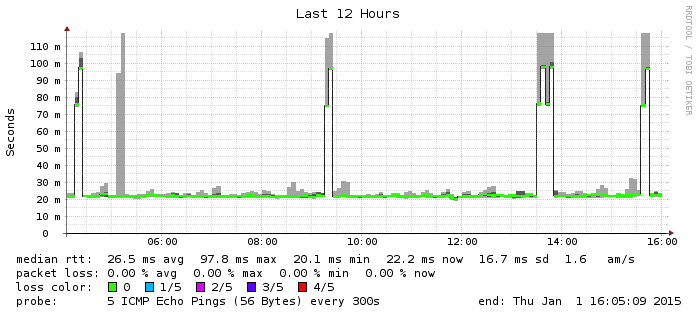 Last 12 Hours
RRDTOOL / TOBI OETIKER
Seconds
110 m
100 m
90 m
80 m
70 m
60 m
50 m
40 m
30 m
20 m
10 m
0
06:00 08:00 10:00 12:00 14:00 16:00
median rtt: 26.5 ms avg 97.8 ms max 20.1 ms min 22.2 ms now 16.7 ms sd 1.6 am/s
packet loss: 0.00 % avg 0.00 % max 0.00 % min 0.00 % now
loss color: 0 1/5 2/5 3/5 4/5
probe: 5 ICMP Echo Pings (56 Bytes) every 300s end: Thu Jan 1 16:05:09 2015